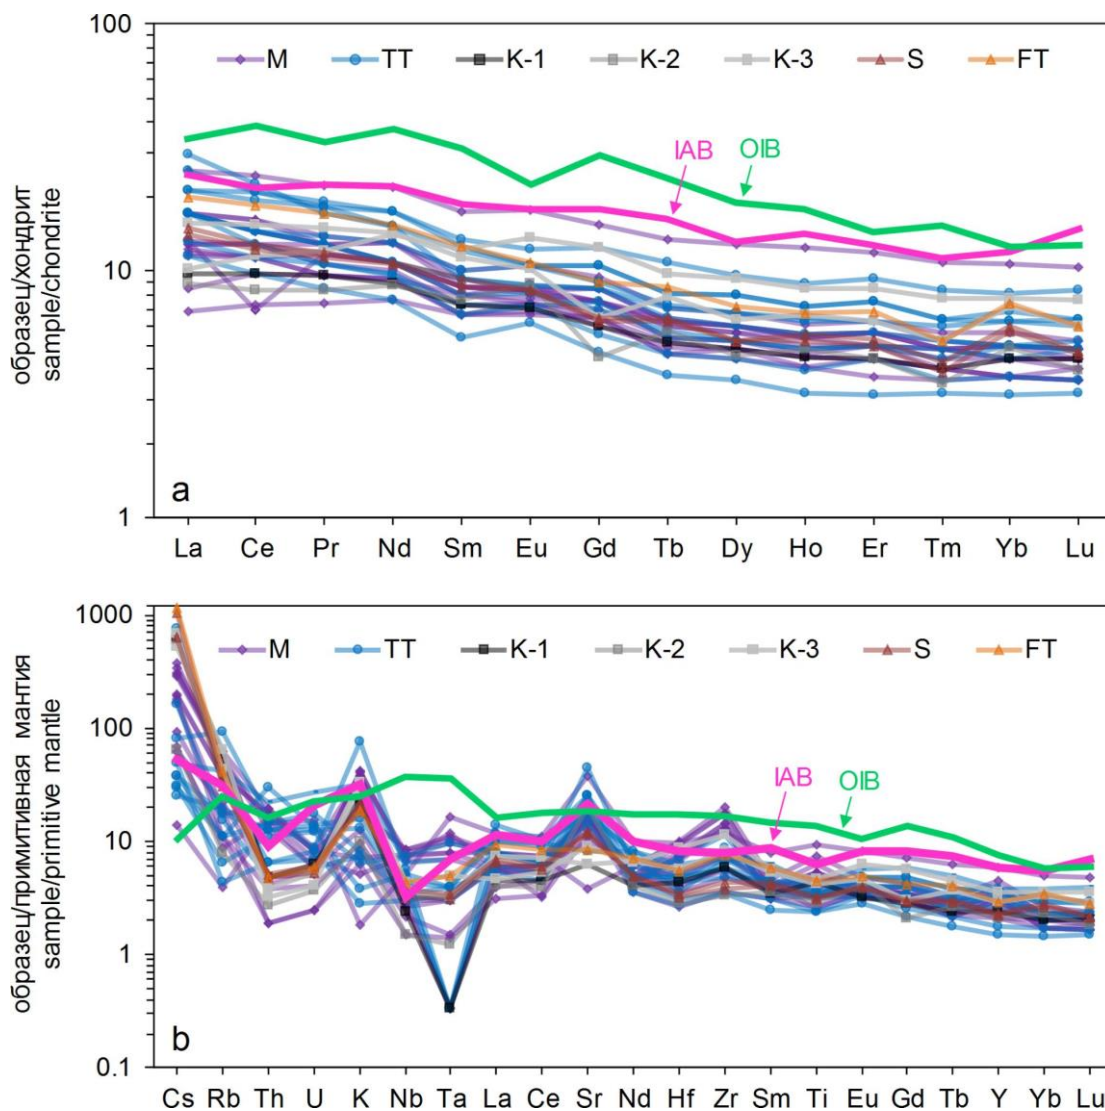 100
M TT K-1 K-2 K-3 S FT
IAB OIB
образец/хондрит
sample/chondrite
10
a
1
La Ce Pr Nd Sm Eu Gd Tb Dy Ho Er Tm Yb Lu
1000
M TT K-1 K-2 K-3 S FT
100
IAB OIB
образец/примитивная мантия
sample/primitive mantle
10
1
b
0.1
Cs Rb Th U K Nb Ta La Ce Sr Nd Hf Zr Sm Ti Eu Gd Tb Y Yb Lu